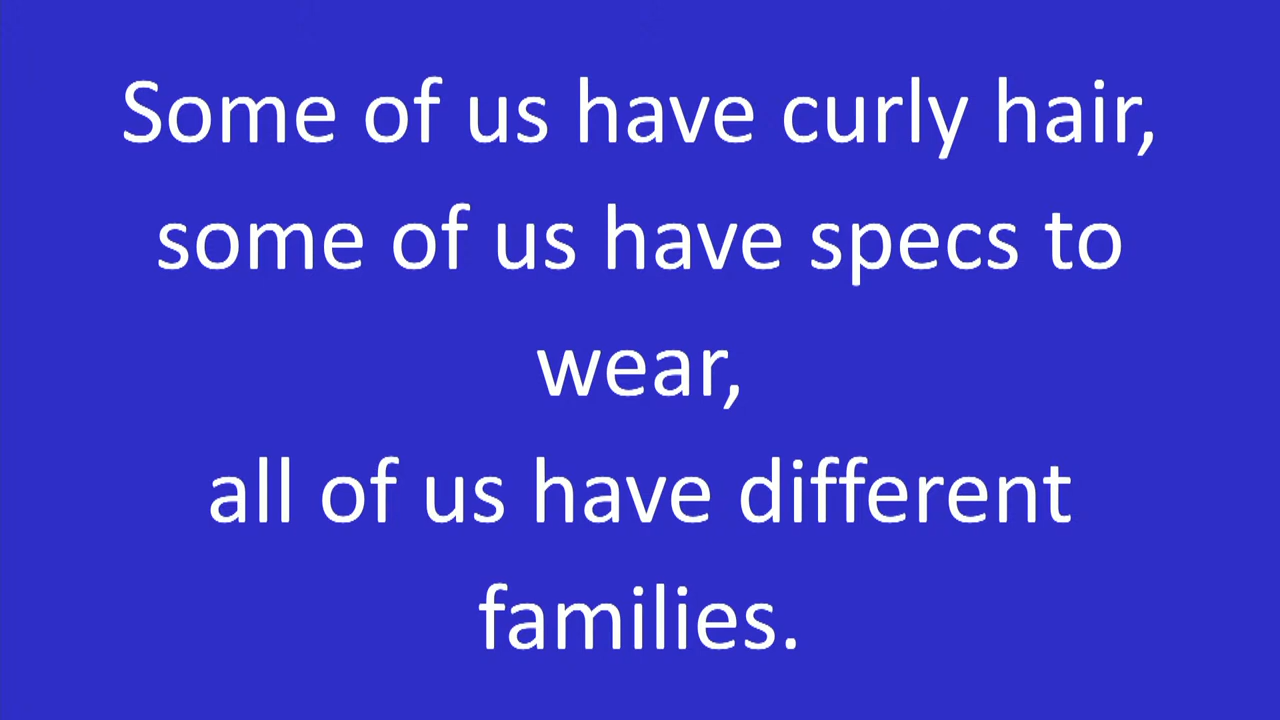 Some of us have curly hair,
some of us have specs to
wear,
all of us have different
families.